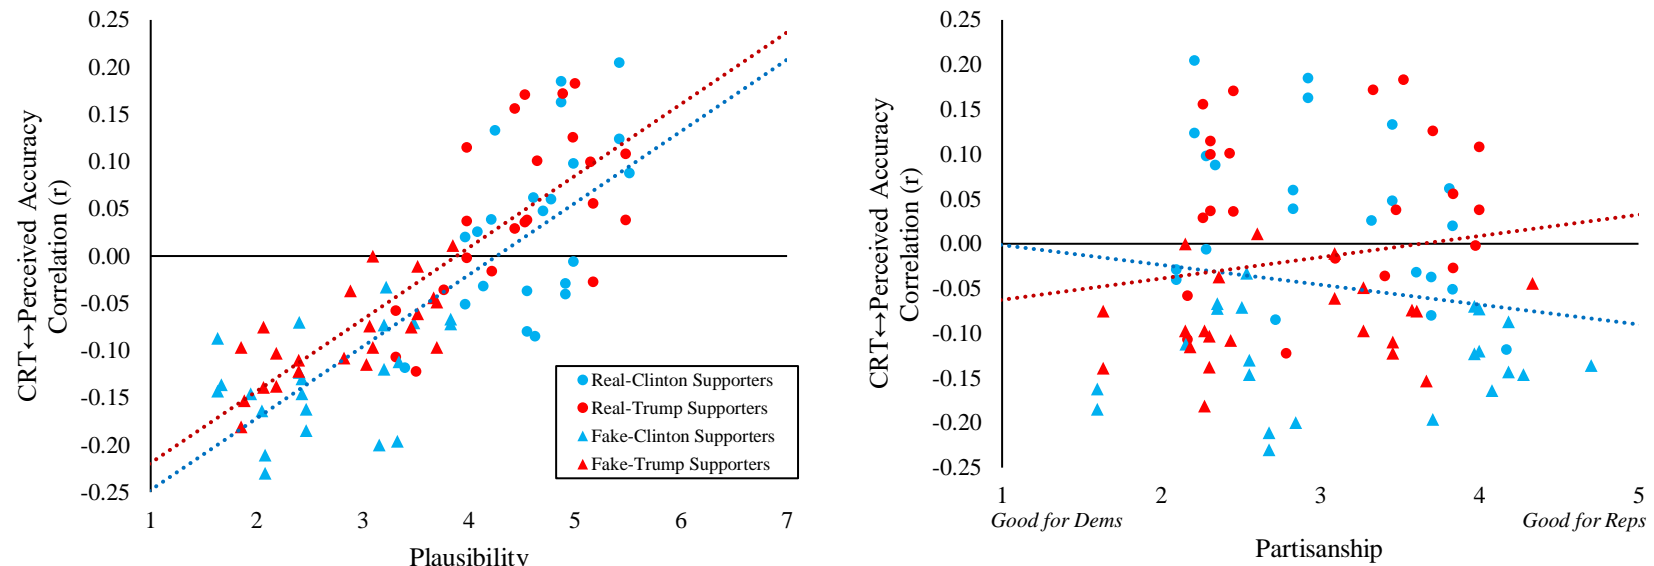 0.25
0.20
0.15
0.10
0.05
0.00
-0.05
-0.10
-0.15
-0.20
-0.25
CRT↔Perceived Accuracy
Correlation (r)
1 2 3 4 5 6 7
Plausibility
Real-Clinton Supporters
Real-Trump Supporters
Fake-Clinton Supporters
Fake-Trump Supporters
0.25
0.20
0.15
0.10
0.05
0.00
-0.05
-0.10
-0.15
-0.20
-0.25
CRT↔Perceived Accuracy
Correlation (r)
1 2 3 4 5
Good for Dems Good for Reps
Partisanship